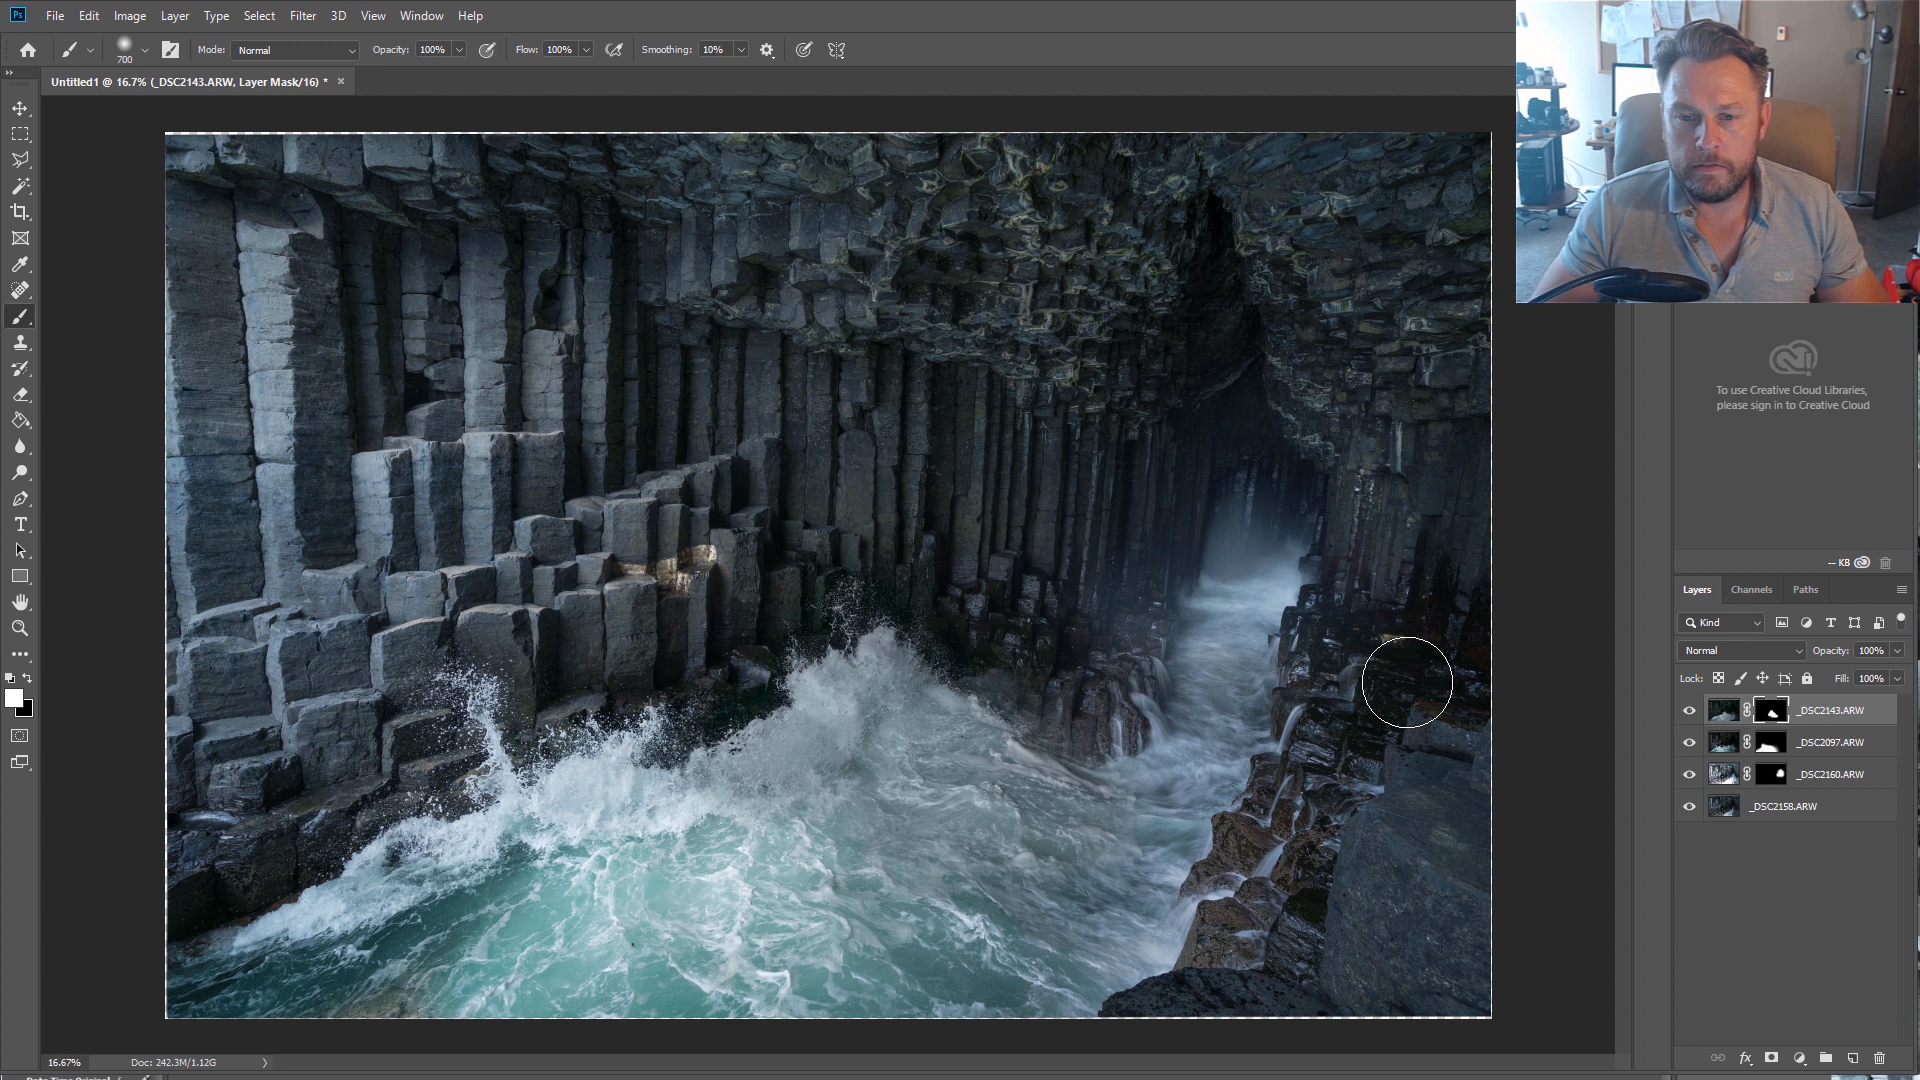 Ps File Edit Image Layer Type Select Filter 3D View Window Help
700 Mode: Normal Opacity: 100% Flow: 100% Smoothing: 10%
Untitled1 @ 16.7% (_DSC2143.ARW, Layer Mask/16) *
BOSS
To use Creative Cloud Libraries,
please sign in to Creative Cloud
-- KB
Layers Channels Paths
Kind
Normal Opacity: 100%
Lock: Fill: 100%
_DSC2143.ARW
_DSC2097.ARW
_DSC2160.ARW
_DSC2158.ARW
16.67% Doc: 242.3M/1.12G
fx